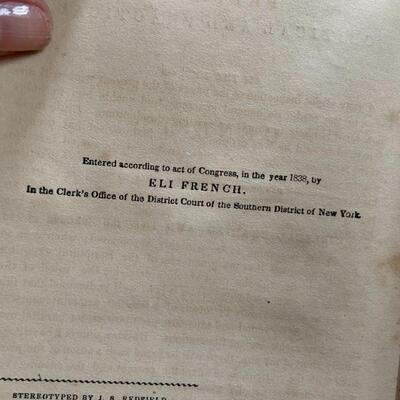 Entered according to act of Congress, in the year 1838, by
ELI FRENCH.
In the Clerk's Office of the District Court of the Southern District of New York.
STEREOTYPED BY J. S. REDFIELD